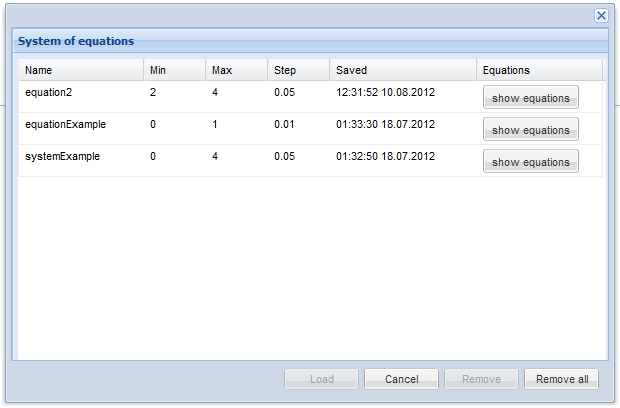 System of equations
Name Min Max Step Saved Equations
equation2 2 4 0.05 12:31:52 10.08.2012 show equations
equationExample 0 1 0.01 01:33:30 18.07.2012 show equations
systemExample 0 4 0.05 01:32:50 18.07.2012 show equations
Load Cancel Remove Remove all